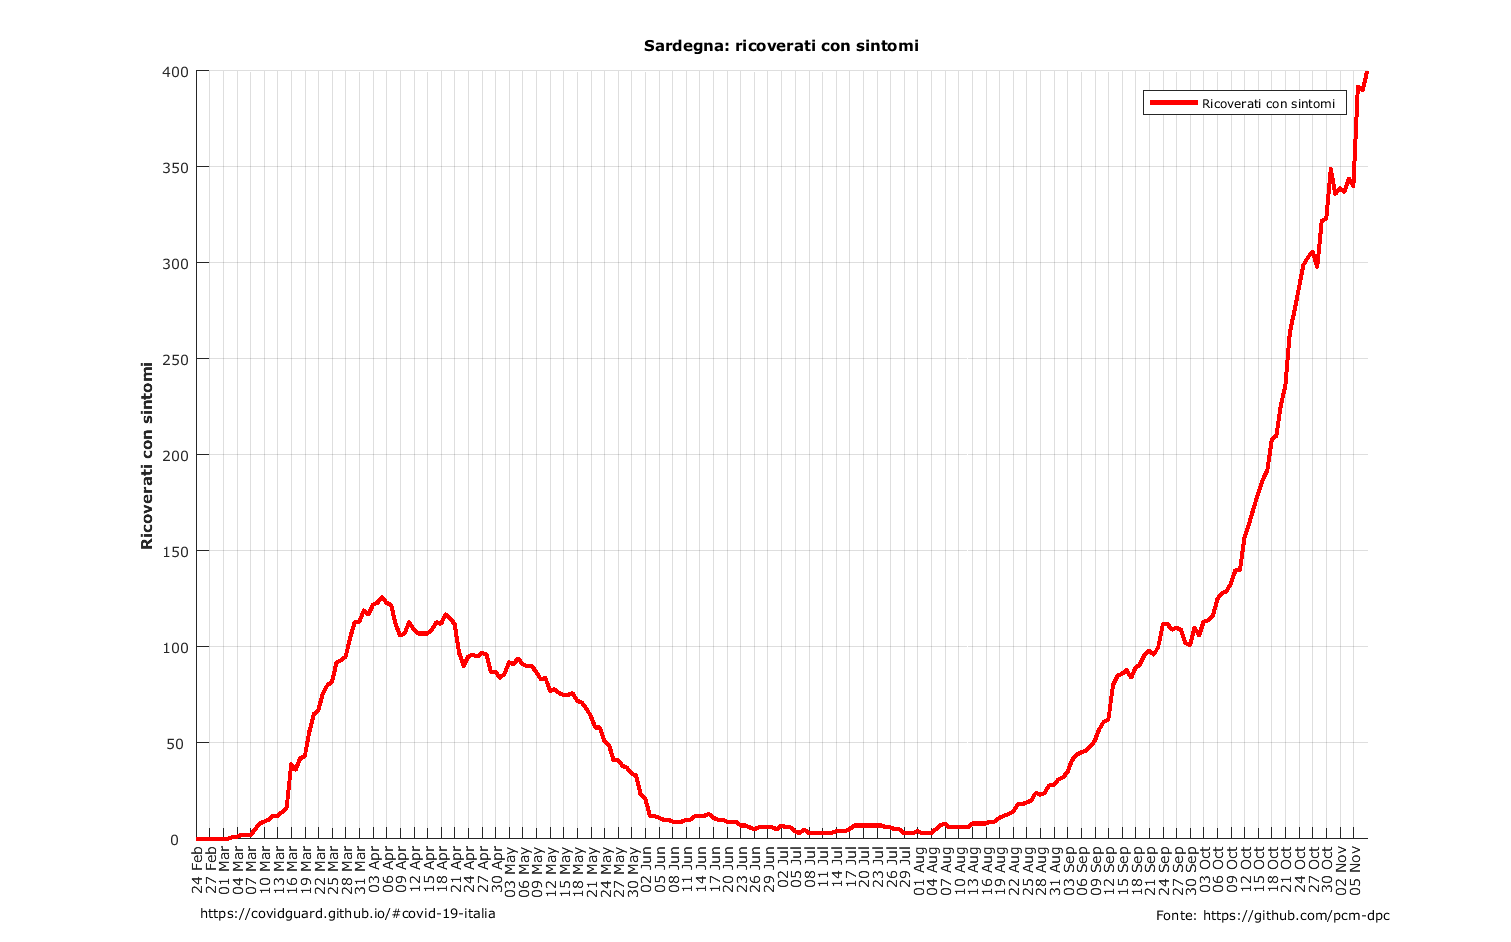 Sardegna: ricoverati con sintomi
Ricoverati con sintomi
Ricoverati con sintomi
400
350
300
250
200
150
100
50
0
24 Feb
27 Feb
01 Mar
04 Mar
07 Mar
10 Mar
13 Mar
16 Mar
19 Mar
22 Mar
25 Mar
28 Mar
31 Mar
03 Apr
06 Apr
09 Apr
12 Apr
15 Apr
18 Apr
21 Apr
24 Apr
27 Apr
30 Apr
03 May
06 May
09 May
12 May
15 May
18 May
21 May
24 May
27 May
30 May
02 Jun
05 Jun
08 Jun
11 Jun
14 Jun
17 Jun
20 Jun
23 Jun
26 Jun
29 Jun
02 Jul
05 Jul
08 Jul
11 Jul
14 Jul
17 Jul
20 Jul
23 Jul
26 Jul
29 Jul
01 Aug
04 Aug
07 Aug
10 Aug
13 Aug
16 Aug
19 Aug
22 Aug
25 Aug
28 Aug
31 Aug
03 Sep
06 Sep
09 Sep
12 Sep
15 Sep
18 Sep
21 Sep
24 Sep
27 Sep
30 Sep
03 Oct
06 Oct
09 Oct
12 Oct
15 Oct
18 Oct
21 Oct
24 Oct
27 Oct
30 Oct
02 Nov
05 Nov
https://covidguard.github.io/#covid-19-italia
Fonte: https://github.com/pcm-dpc